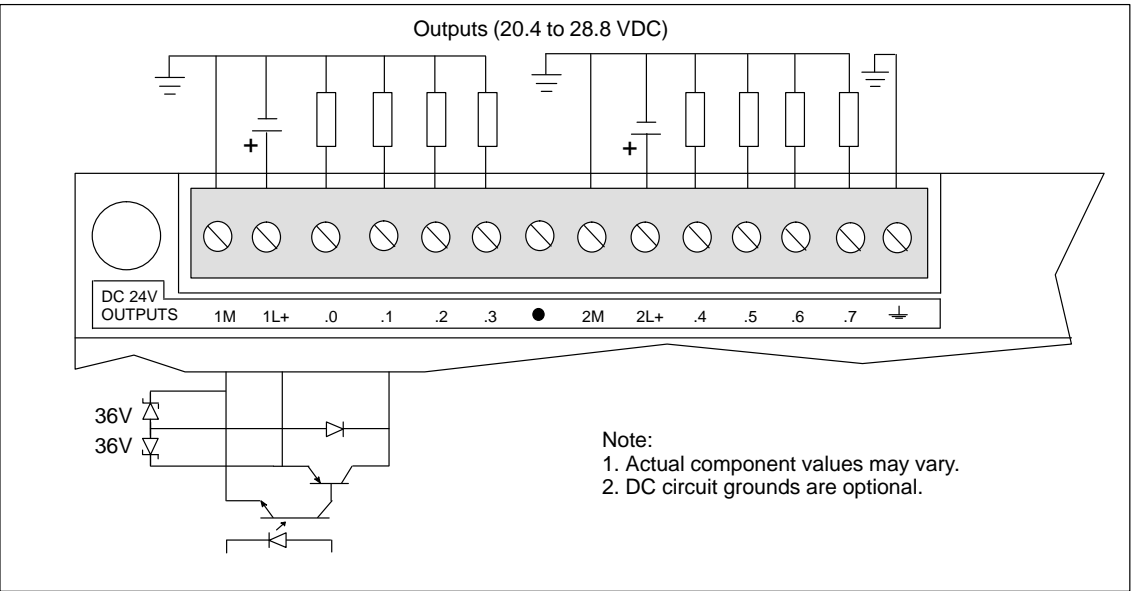 Outputs (20.4 to 28.8 VDC)
+
+
DC 24V
OUTPUTS 1M 1L+ .0 .1 .2 .3 ● 2M 2L+ .4 .5 .6 .7
36V
36V
Note:
1. Actual component values may vary.
2. DC circuit grounds are optional.